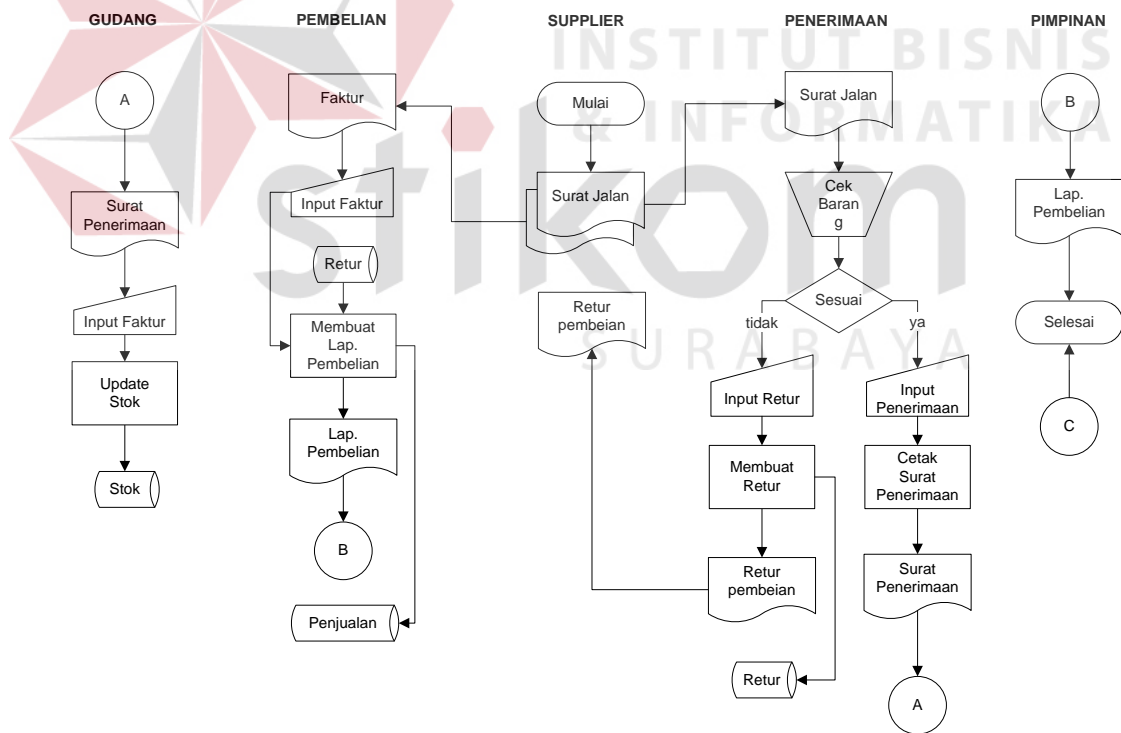 GUDANG
PEMBELIAN
SUPPLIER
PENERIMAAN
PIMPINAN
INSTITUT BISNIS
& INFORMATIKA
stikom
SURABAYA
A
Surat
Penerimaan
Input Faktur
Update
Stok
Stok
Faktur
Input Faktur
Retur
Membuat
Lap.
Pembelian
Lap.
Pembelian
B
Penjualan
Mulai
Surat Jalan
Retur
pembeian
Surat Jalan
Cek
Baran
g
Sesuai
tidak
ya
Input Retur
Membuat
Retur
Retur
pembeian
Retur
Input
Penerimaan
Cetak
Surat
Penerimaan
Surat
Penerimaan
A
B
Lap.
Pembelian
Selesai
C